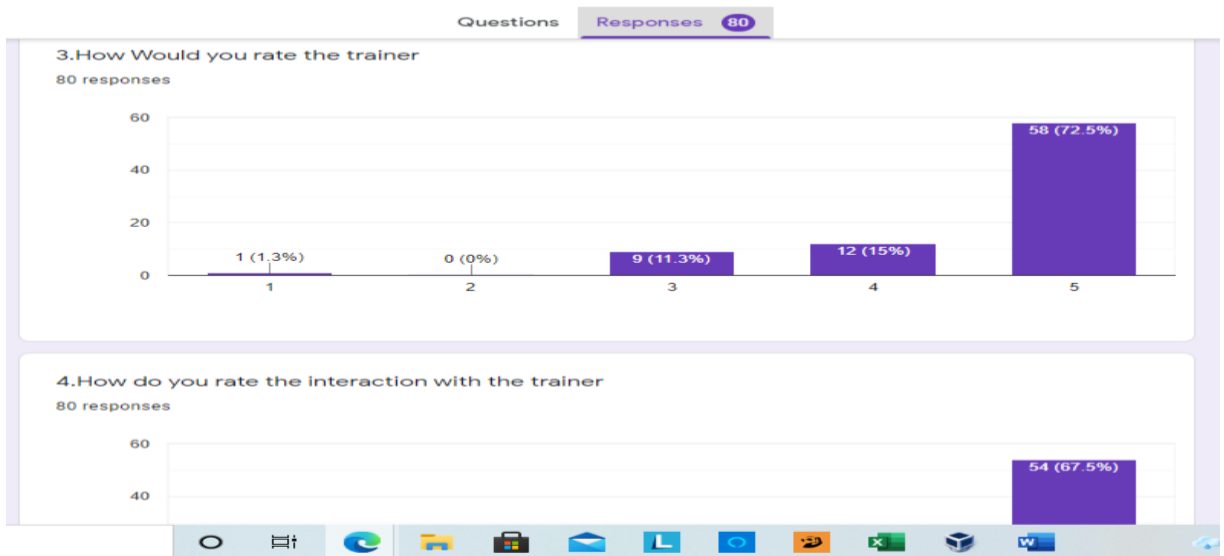 Questions Responses 80
3.How Would you rate the trainer
80 responses
60
58 (72.5%)
40
20
1 (1.3%) 0 (0%) 9 (11.3%) 12 (15%)
0
1 2 3 4 5
4.How do you rate the interaction with the trainer
80 responses
60
54 (67.5%)
40